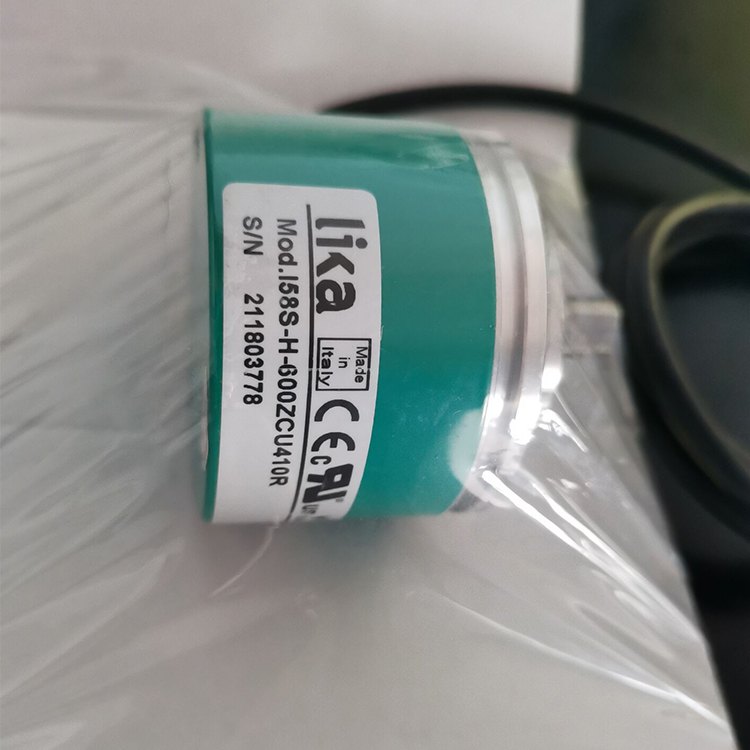 lika
Made
in
Italy
CE
c
Mod.I58S-H-600ZCU410R
S/N 211803778